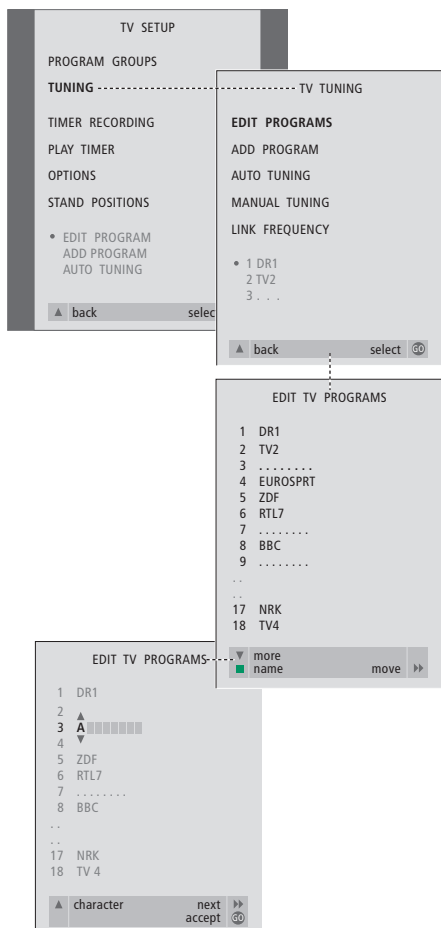 TV SETUP
PROGRAM GROUPS
TUNING
TIMER RECORDING
PLAY TIMER
OPTIONS
STAND POSITIONS
• EDIT PROGRAM
ADD PROGRAM
AUTO TUNING
▲ back selec
TV TUNING
EDIT PROGRAMS
ADD PROGRAM
AUTO TUNING
MANUAL TUNING
LINK FREQUENCY
• 1 DR1
2 TV2
3 . . .
▲ back select GO
EDIT TV PROGRAMS
1 DR1
2 TV2
3 ........
4 EUROSPRT
5 ZDF
6 RTL7
7 ........
8 BBC
9 ........
. .
. .
17 NRK
18 TV4
▼ more
name move ▶▶
EDIT TV PROGRAMS
1 DR1
2
3 A
4
5 ZDF
6 RTL7
7 ........
8 BBC
. .
. .
17 NRK
18 TV 4
▲ character next ▶▶
accept GO